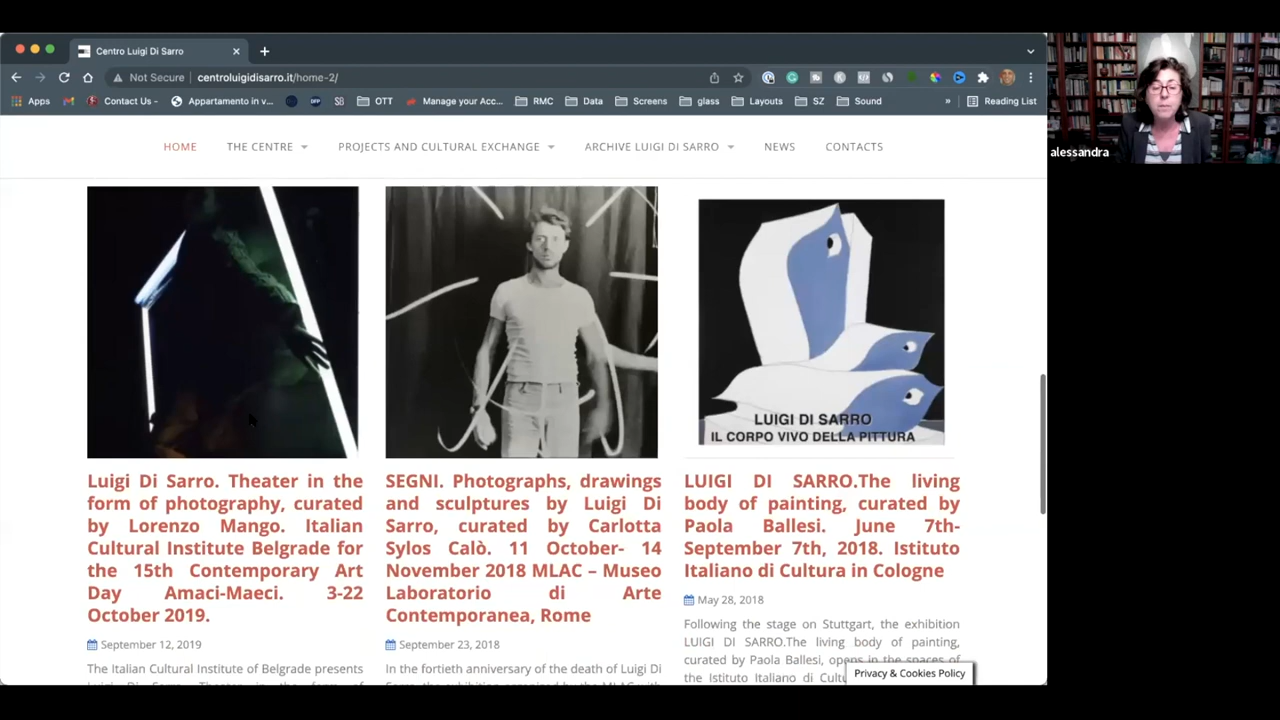 Centro Luigi Di Sarro
Not Secure
centroluigidisarro.it/home-2/
Apps
Contact Us -
Appartamento in v...
OTT
Manage your Acc...
RMC
Data
Screens
glass
Layouts
SZ
Sound
»
Reading List
HOME
THE CENTRE
PROJECTS AND CULTURAL EXCHANGE
ARCHIVE LUIGI DI SARRO
NEWS
CONTACTS
alessandra
Luigi Di Sarro. Theater in the
form of photography, curated
by Lorenzo Mango. Italian
Cultural Institute Belgrade for
the 15th Contemporary Art
Day Amaci-Maeci. 3-22
October 2019.
September 12, 2019
The Italian Cultural Institute of Belgrade presents
SEGNI. Photographs, drawings
and sculptures by Luigi Di
Sarro, curated by Carlotta
Sylos Calò. 11 October- 14
November 2018 MLAC – Museo
Laboratorio di Arte
Contemporanea, Rome
September 23, 2018
In the fortieth anniversary of the death of Luigi Di
LUIGI DI SARRO
IL CORPO VIVO DELLA PITTURA
LUIGI DI SARRO.The living
body of painting, curated by
Paola Ballesi. June 7th-
September 7th, 2018. Istituto
Italiano di Cultura in Cologne
May 28, 2018
Following the stage on Stuttgart, the exhibition
LUIGI DI SARRO.The living body of painting,
curated by Paola Ballesi, opens in the spaces of
the Istituto Italiano di
Privacy & Cookies Policy